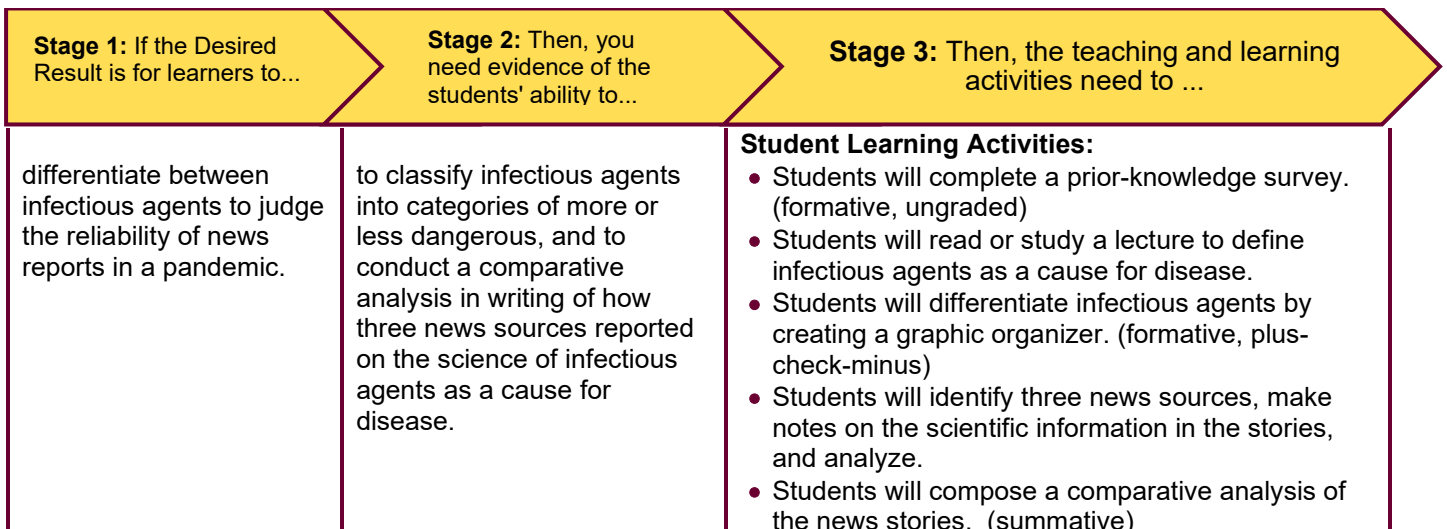 Stage 1: If the Desired
Result is for learners to...
Stage 2: Then, you
need evidence of the
students' ability to...
Stage 3: Then, the teaching and learning
activities need to ...
differentiate between
infectious agents to judge
the reliability of news
reports in a pandemic.
to classify infectious agents
into categories of more or
less dangerous, and to
conduct a comparative
analysis in writing of how
three news sources reported
on the science of infectious
agents as a cause for
disease.
Student Learning Activities:
• Students will complete a prior-knowledge survey.
(formative, ungraded)
• Students will read or study a lecture to define
infectious agents as a cause for disease.
• Students will differentiate infectious agents by
creating a graphic organizer. (formative, plus-
check-minus)
• Students will identify three news sources, make
notes on the scientific information in the stories,
and analyze.
• Students will compose a comparative analysis of
the news stories. (summative)